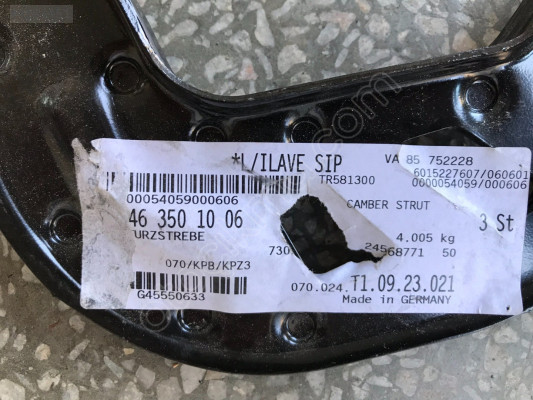 *L/ILAVE SIP
VA 85 752228
TR581300
6015227607/060601
0000054059/000606
00054059000606
46 350 10 06
CAMBER STRUT
3 St
URZSTREBE
4.005 kg
730
24568771 50
070/KPB/KPZ3
070.024.
T1.09.23.021
G45550633
Made in GERMANY
.com